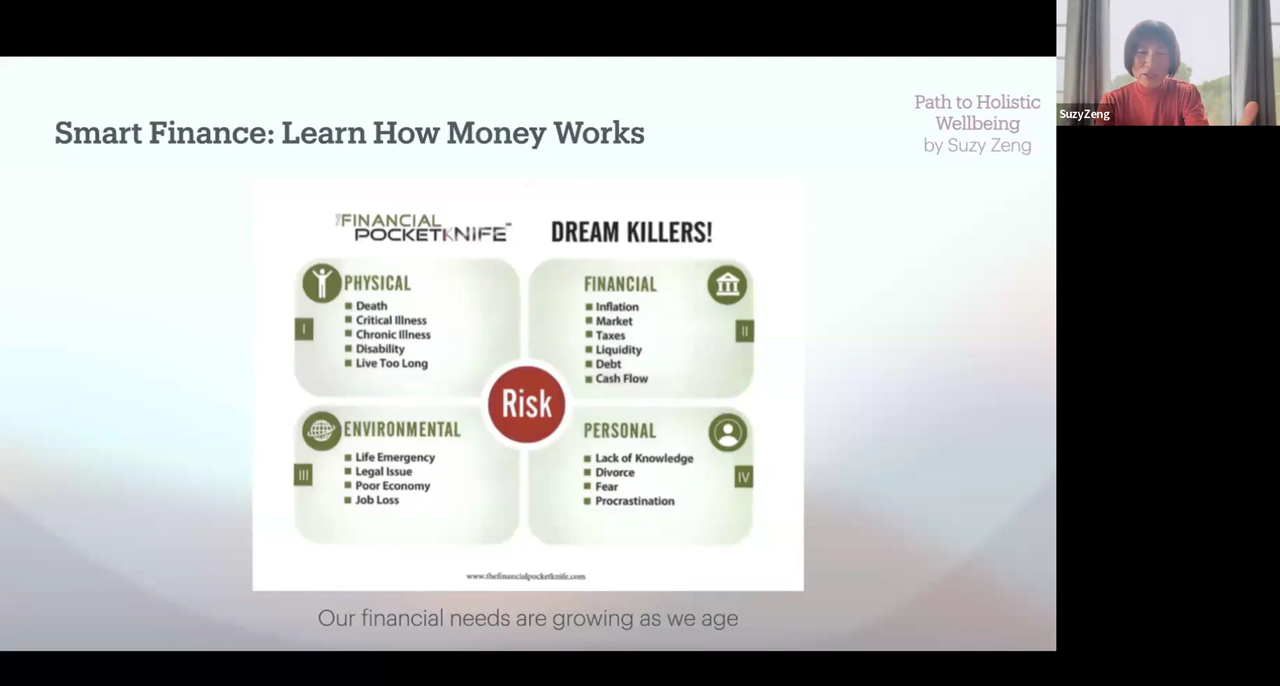 Smart Finance: Learn How Money Works
Path to Holistic
Wellbeing
by Suzy Zeng
SuzyZeng
THE FINANCIAL
POCKETKNIFE™
DREAM KILLERS!
PHYSICAL
Death
Critical Illness
Chronic Illness
Disability
Live Too Long
I
FINANCIAL
Inflation
Market
Taxes
Liquidity
Debt
Cash Flow
II
Risk
ENVIRONMENTAL
Life Emergency
Legal Issue
Poor Economy
Job Loss
III
PERSONAL
Lack of Knowledge
Divorce
Fear
Procrastination
IV
www.thefinancialpocketknife.com
Our financial needs are growing as we age